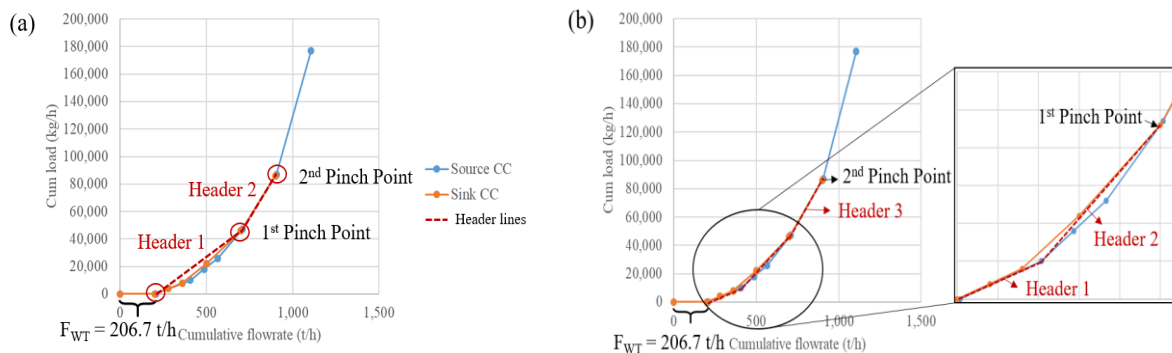 (a)
200,000
180,000
160,000
140,000
120,000
100,000
80,000
60,000
40,000
20,000
0
Cum load (kg/h)
0
500
1,000
1,500
Cumulative flowrate (t/h)
F_WT = 206.7 t/h
Header 1
Header 2
1st Pinch Point
2nd Pinch Point
Source CC
Sink CC
Header lines
(b)
200,000
180,000
160,000
140,000
120,000
100,000
80,000
60,000
40,000
20,000
0
Cum load (kg/h)
0
500
1,000
1,500
Cumulative flowrate (t/h)
F_WT = 206.7 t/h
2nd Pinch Point
Header 3
1st Pinch Point
Header 2
Header 1